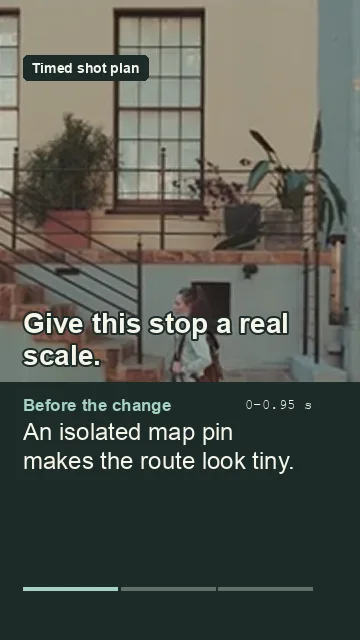 Timed shot plan
Give this stop a real
scale.
Before the change
0–0.95 s
An isolated map pin
makes the route look tiny.